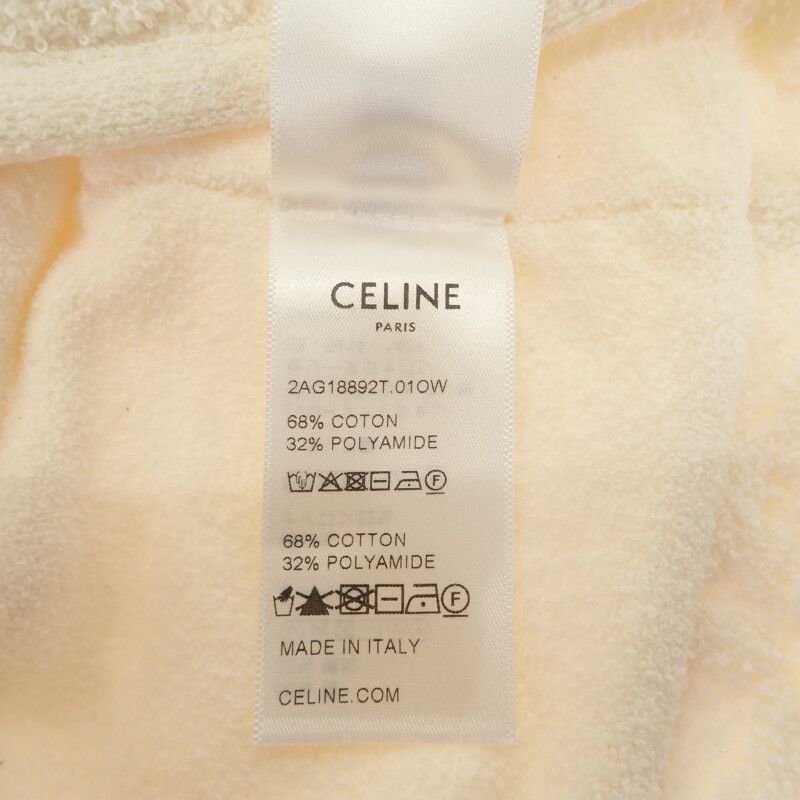 CELINE
PARIS
2AG18892T.01OW
68% COTON
32% POLYAMIDE
F
68% COTTON
32% POLYAMIDE
F
MADE IN ITALY
CELINE.COM